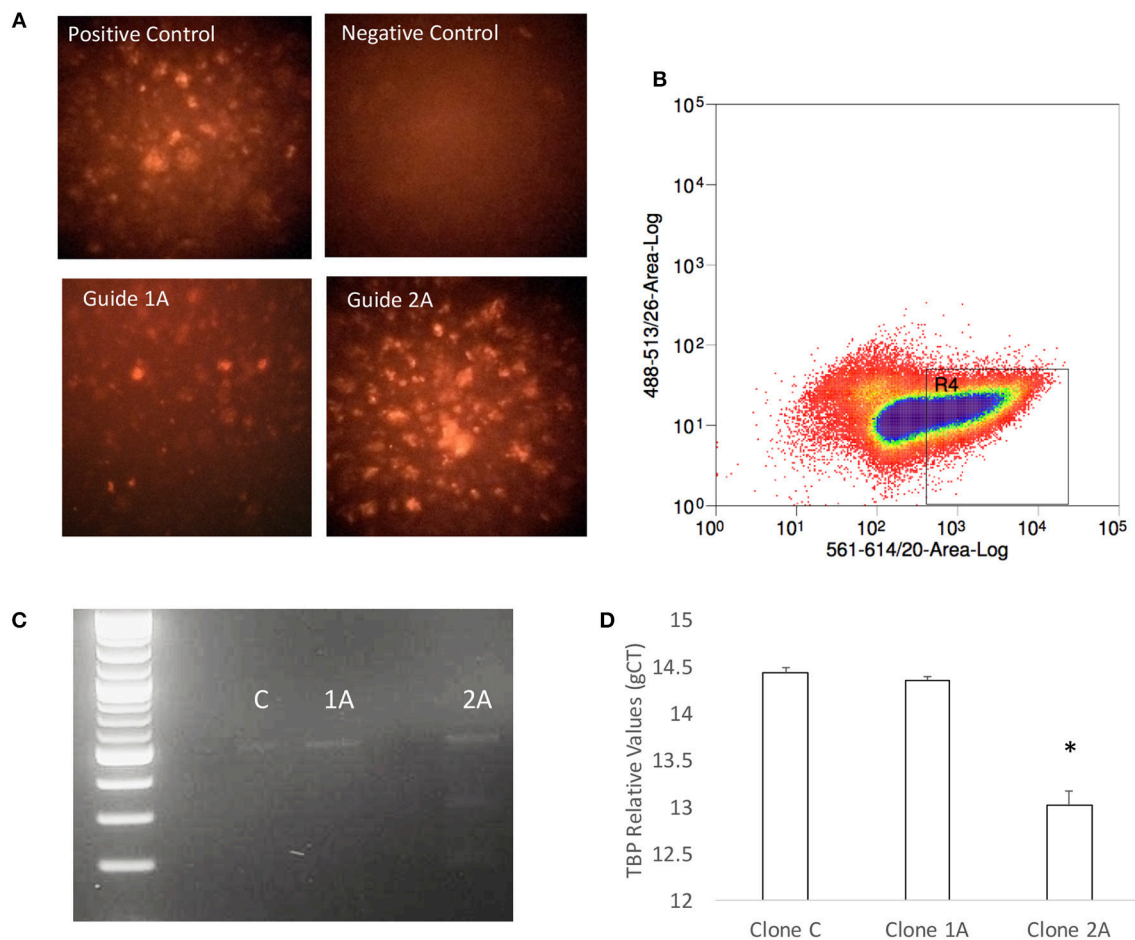 A
Positive Control
Negative Control
Guide 1A
Guide 2A
B
10⁵
10⁴
10³
10²
10¹
10⁰
488-513/26-Area-Log
R4
10⁰ 10¹ 10² 10³ 10⁴ 10⁵
561-614/20-Area-Log
C
C 1A 2A
D
TBP Relative Values (gCT)
15
14.5
14
13.5
13
12.5
12
*
Clone C Clone 1A Clone 2A